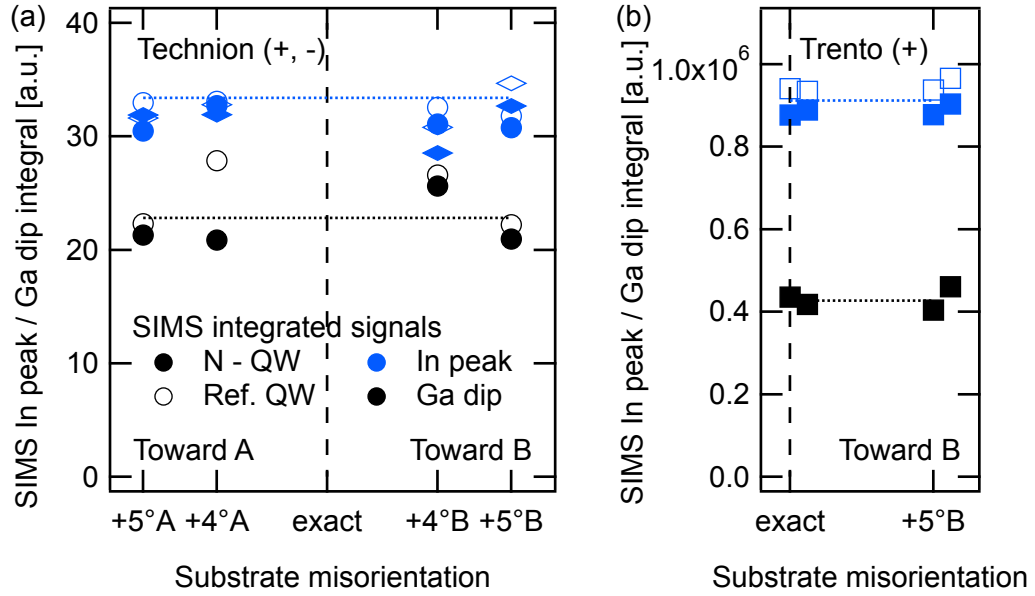 (a)
SIMS In peak / Ga dip integral [a.u.]
40
30
20
10
0
Technion (+, -)
SIMS integrated signals
N - QW
In peak
Ref. QW
Ga dip
Toward A
Toward B
+5°A
+4°A
exact
+4°B
+5°B
Substrate misorientation
(b)
SIMS In peak / Ga dip integral [a.u.]
1.0x10⁶
0.8
0.6
0.4
0.2
0.0
Trento (+)
Toward B
exact
+5°B
Substrate misorientation